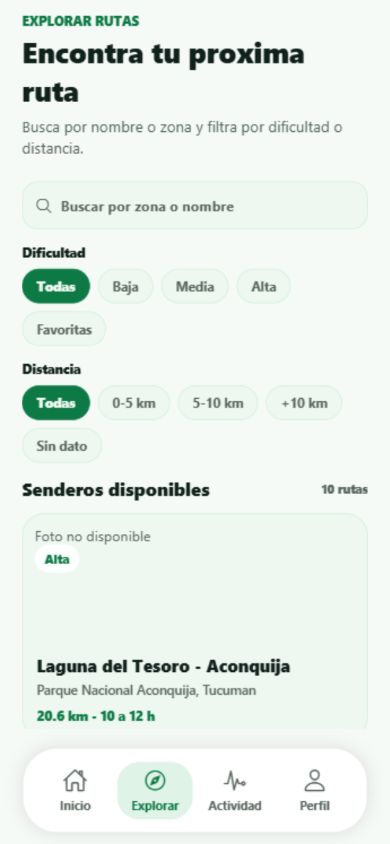 EXPLORAR RUTAS
Encontra tu proxima
ruta
Busca por nombre o zona y filtra por dificultad o
distancia.
Buscar por zona o nombre
Dificultad
Todas Baja Media Alta
Favoritas
Distancia
Todas 0-5 km 5-10 km +10 km
Sin dato
Senderos disponibles 10 rutas
Foto no disponible
Alta
Laguna del Tesoro - Aconquija
Parque Nacional Aconquija, Tucuman
20.6 km - 10 a 12 h
Inicio Explorar Actividad Perfil